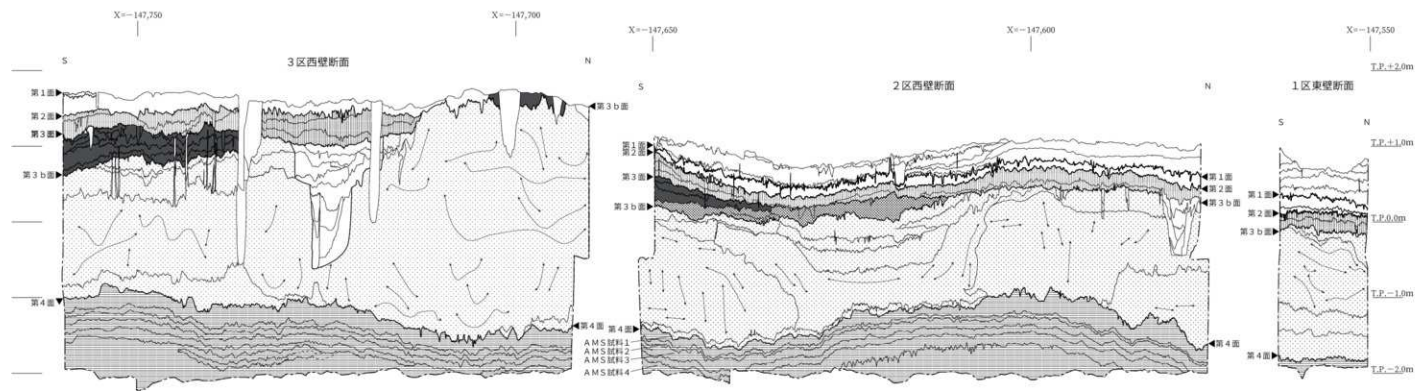 X=−147,750
X=−147,700
X=−147,650
X=−147,600
X=−147,550
３区西壁断面
S
N
第１面
第２面
第３面
第３b面
第４面
第３b面
第４面
２区西壁断面
S
N
第１面
第２面
第３面
第３b面
第４面
AMS試料1
AMS試料2
AMS試料3
AMS試料4
第１面
第２面
第３b面
第４面
１区東壁断面
S
N
第１面
第２面
第３b面
第４面
T.P.+2.0m
T.P.+1.0m
T.P.0.0m
T.P.−1.0m
T.P.−2.0m